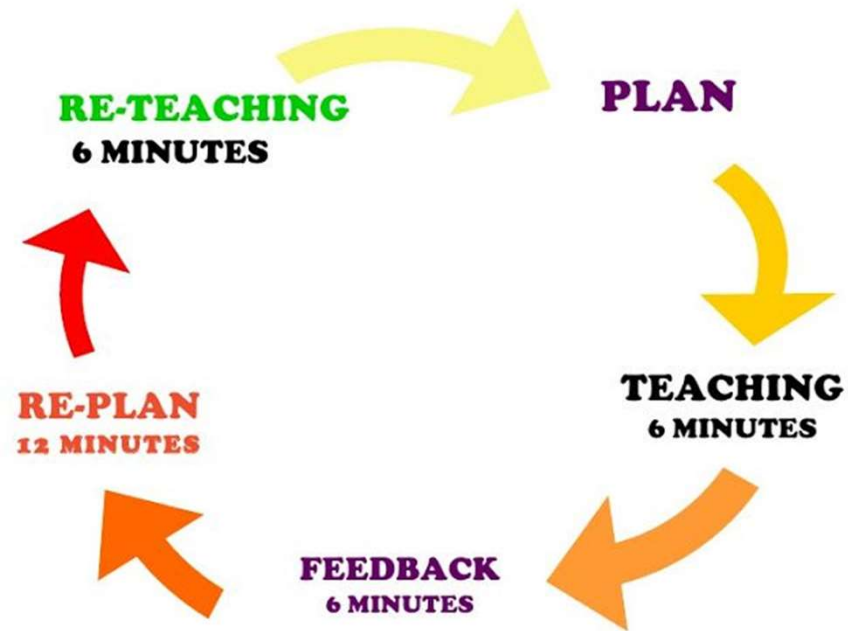 PLAN
TEACHING
6 MINUTES
FEEDBACK
6 MINUTES
RE-PLAN
12 MINUTES
RE-TEACHING
6 MINUTES